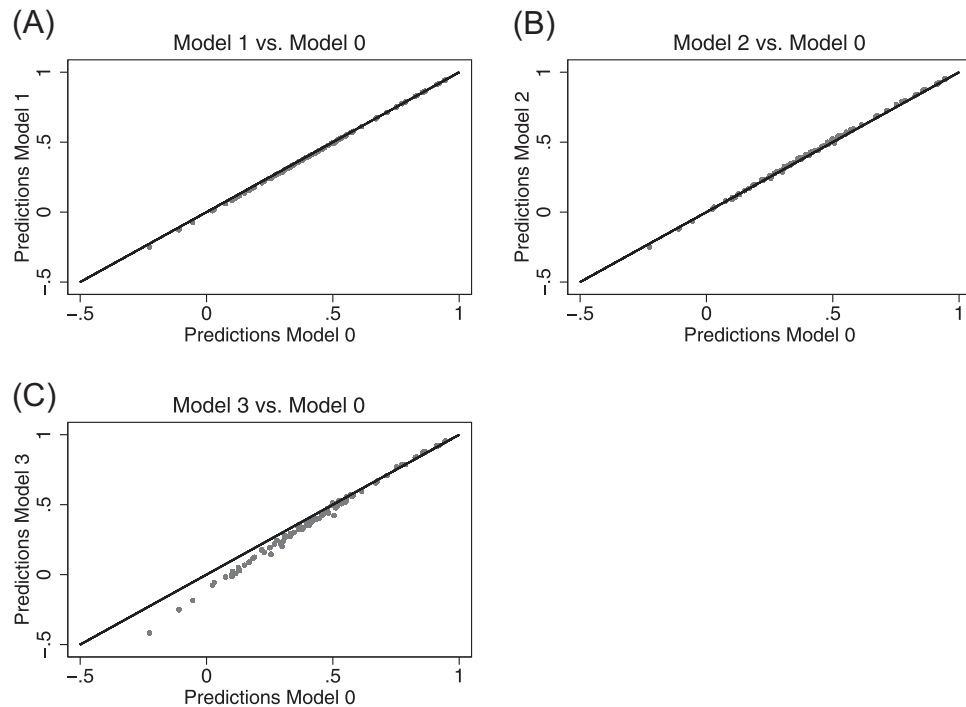 (A)
Model 1 vs. Model 0
Predictions Model 1
1
.5
0
-.5
-.5 0 .5 1
Predictions Model 0
(B)
Model 2 vs. Model 0
Predictions Model 2
1
.5
0
-.5
-.5 0 .5 1
Predictions Model 0
(C)
Model 3 vs. Model 0
Predictions Model 3
1
.5
0
-.5
-.5 0 .5 1
Predictions Model 0